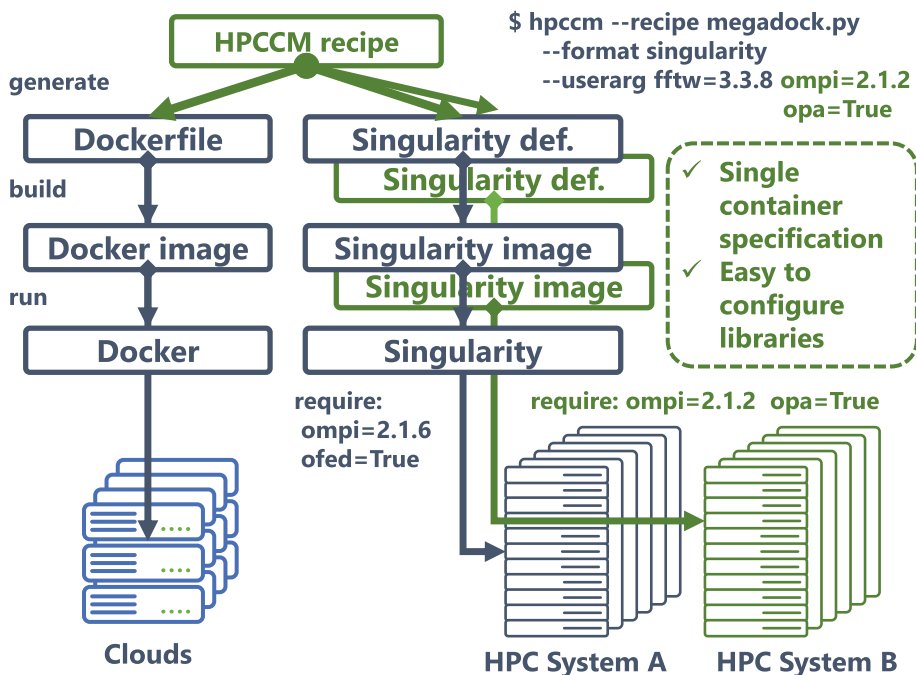 HPCCM recipe
$ hpccm --recipe megadock.py
--format singularity
--userarg fftw=3.3.8 ompi=2.1.2
opa=True
generate
Dockerfile
Singularity def.
Singularity def.
build
Docker image
Singularity image
Singularity image
run
Docker
Singularity
✓ Single
container
specification
✓ Easy to
configure
libraries
require:
ompi=2.1.6
ofed=True
require: ompi=2.1.2 opa=True
Clouds
HPC System A
HPC System B